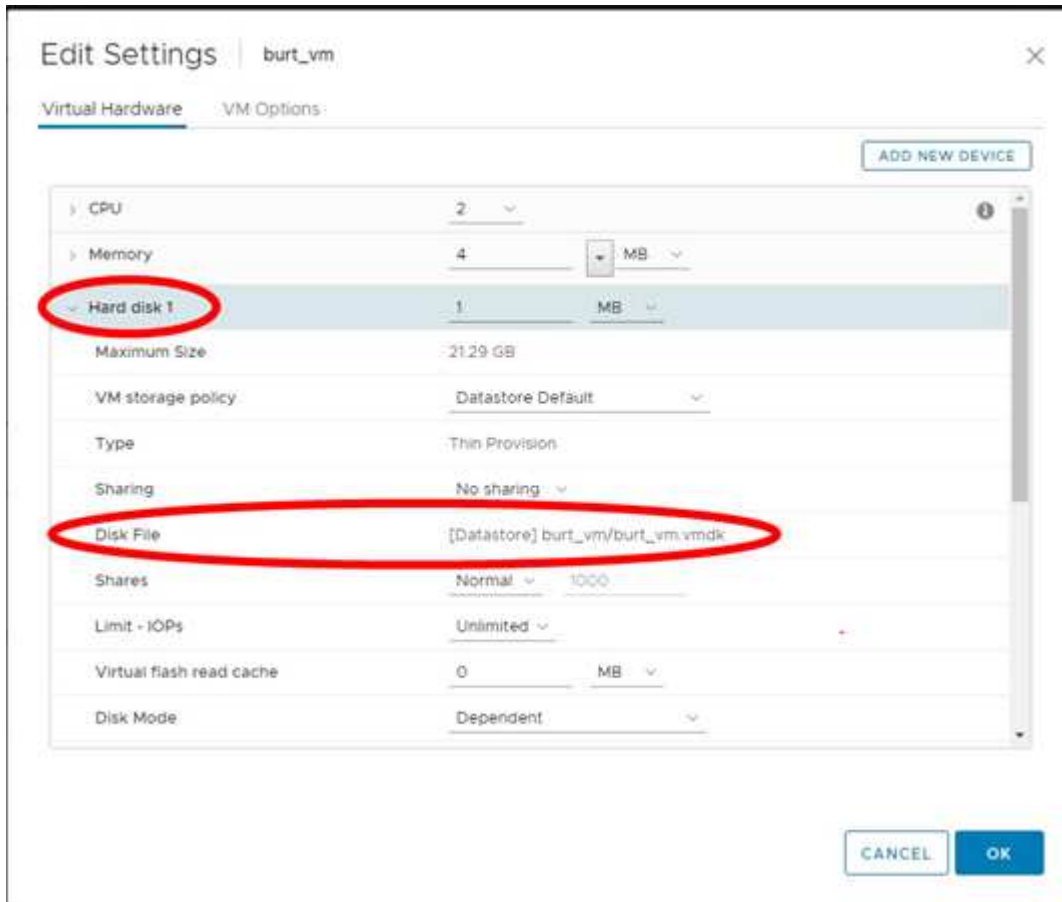 Edit Settings burt_vm
Virtual Hardware VM Options
ADD NEW DEVICE
CPU 2
Memory 4 MB
Hard disk 1 1 MB
Maximum Size 21.29 GB
VM storage policy Datastore Default
Type Thin Provision
Sharing No sharing
Disk File [Datastore] burt_vm/burt_vm.vmdk
Shares Normal 1000
Limit - IOPs Unlimited
Virtual flash read cache 0 MB
Disk Mode Dependent
CANCEL OK